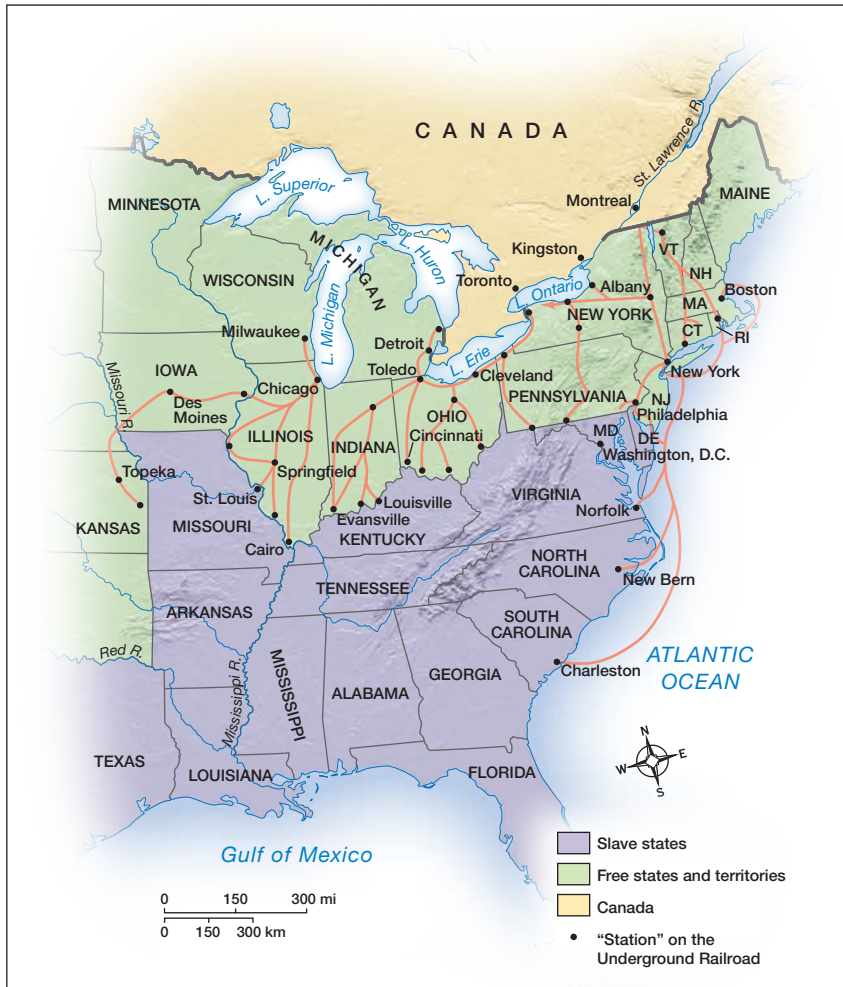 CANADA
St. Lawrence R.
Montreal
MAINE
L. Superior
MINNESOTA
VT
L. Huron
MICHIGAN
Kingston
NH
WISCONSIN
Toronto
L. Ontario
Albany
Boston
L. Michigan
NEW YORK
MA
Milwaukee
CT
RI
Detroit
L. Erie
IOWA
Toledo
Cleveland
New York
Missouri R.
Chicago
Des
Moines
PENNSYLVANIA
NJ
OHIO
Philadelphia
ILLINOIS
INDIANA
Cincinnati
MD
DE
Washington, D.C.
Topeka
Springfield
St. Louis
Louisville
VIRGINIA
KANSAS
MISSOURI
Evansville
Norfolk
KENTUCKY
Cairo
NORTH
CAROLINA
New Bern
TENNESSEE
ARKANSAS
SOUTH
CAROLINA
Red R.
Mississippi R.
MISSISSIPPI
ALABAMA
GEORGIA
Charleston
ATLANTIC
OCEAN
TEXAS
LOUISIANA
FLORIDA
N
W
E
S
Gulf of Mexico
Slave states
Free states and territories
Canada
"Station" on the
Underground Railroad
0 150 300 mi
0 150 300 km